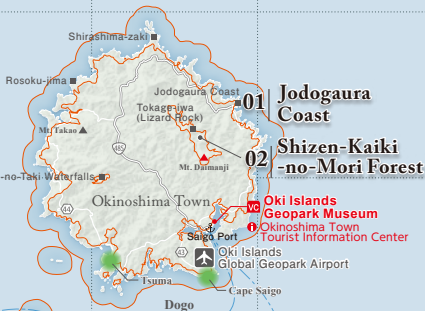 Shirashima-zaki
Rosoku-jima
Jodogaura Coast
01 Jodogaura
Coast
Tokage-iwa
(Lizard Rock)
Mt. Takao
485
02 Shizen-Kaiki
-no-Mori Forest
Mt. Daimanji
-no-Taki Waterfalls
Okinoshima Town
VC Oki Islands
Geopark Museum
44
i Okinoshima Town
Tourist Information Center
Saigo Port
43
Oki Islands
Global Geopark Airport
Tsuma
Cape Saigo
Dogo